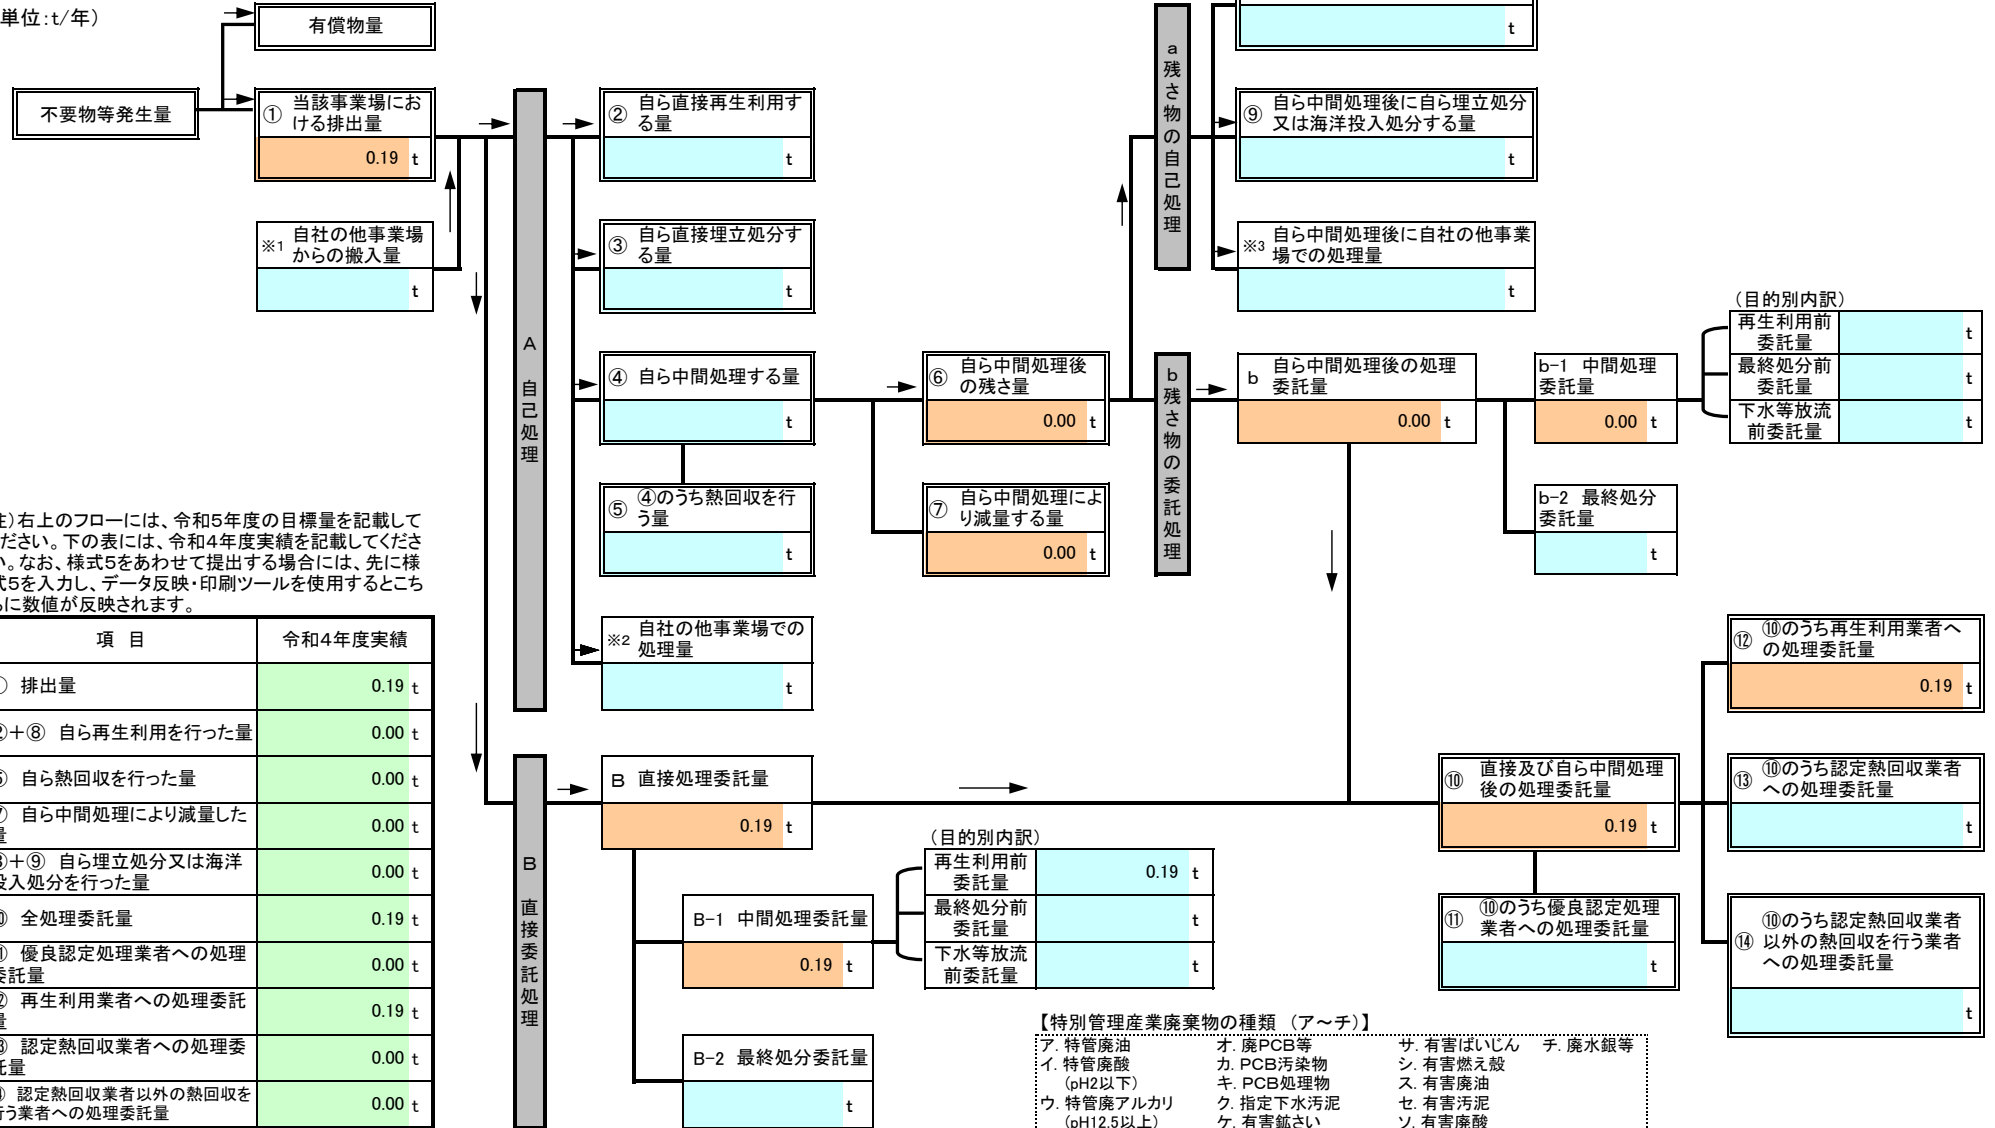 単位:t/年)
有償物量
t
不要物等発生量
① 当該事業場にお
ける排出量
0.19 t
※1 自社の他事業場
からの搬入量
t
A 自己処理
② 自ら直接再生利用す
る量
t
③ 自ら直接埋立処分す
る量
t
④ 自ら中間処理する量
t
⑤ ④のうち熱回収を行
う量
t
※2 自社の他事業場での
処理量
t
⑥ 自ら中間処理後
の残さ量
0.00 t
⑦ 自ら中間処理によ
り減量する量
0.00 t
a 残さ物の自己処理
⑨ 自ら中間処理後に自ら埋立処分
又は海洋投入処分する量
t
※3 自ら中間処理後に自社の他事業
場での処理量
t
b 残さ物の委託処理
b 自ら中間処理後の処理
委託量
0.00 t
b-1 中間処理
委託量
0.00 t
(目的別内訳)
再生利用前
委託量
t
最終処分前
委託量
t
下水等放流
前委託量
t
b-2 最終処分
委託量
t
注)右上のフローには、令和5年度の目標量を記載して
ください。下の表には、令和4年度実績を記載してくださ
い。なお、様式5をあわせて提出する場合には、先に様
式5を入力し、データ反映・印刷ツールを使用するとこち
らに数値が反映されます。
項 目 令和4年度実績
① 排出量 0.19 t
②+⑧ 自ら再生利用を行った量 0.00 t
⑤ 自ら熱回収を行った量 0.00 t
⑦ 自ら中間処理により減量した
量 0.00 t
③+⑨ 自ら埋立処分又は海洋
投入処分を行った量 0.00 t
⑩ 全処理委託量 0.19 t
⑪ 優良認定処理業者への処理
委託量 0.00 t
⑫ 再生利用業者への処理委託
量 0.19 t
⑬ 認定熱回収業者への処理委
託量 0.00 t
⑭ 認定熱回収業者以外の熱回収を
行う業者への処理委託量 0.00 t
B 直接委託処理
B 直接処理委託量
0.19 t
B-1 中間処理委託量
0.19 t
(目的別内訳)
再生利用前
委託量
0.19 t
最終処分前
委託量
t
下水等放流
前委託量
t
B-2 最終処分委託量
t
⑩ 直接及び自ら中間処理
後の処理委託量
0.19 t
⑪ ⑩のうち優良認定処理
業者への処理委託量
t
⑫ ⑩のうち再生利用業者へ
の処理委託量
0.19 t
⑬ ⑩のうち認定熱回収業者
への処理委託量
t
⑭ ⑩のうち認定熱回収業者
以外の熱回収を行う業者
への処理委託量
t
【特別管理産業廃棄物の種類 (ア~チ)】
ア. 特管廃油 オ. 廃PCB等 サ. 有害ばいじん チ. 廃水銀等
イ. 特管廃酸 カ. PCB汚染物 シ. 有害燃え殻
(pH2以下) キ. PCB処理物 ス. 有害廃油
ウ. 特管廃アルカリ ク. 指定下水汚泥 セ. 有害汚泥
(pH12.5以上) ケ. 有害鉱さい ソ. 有害廃酸